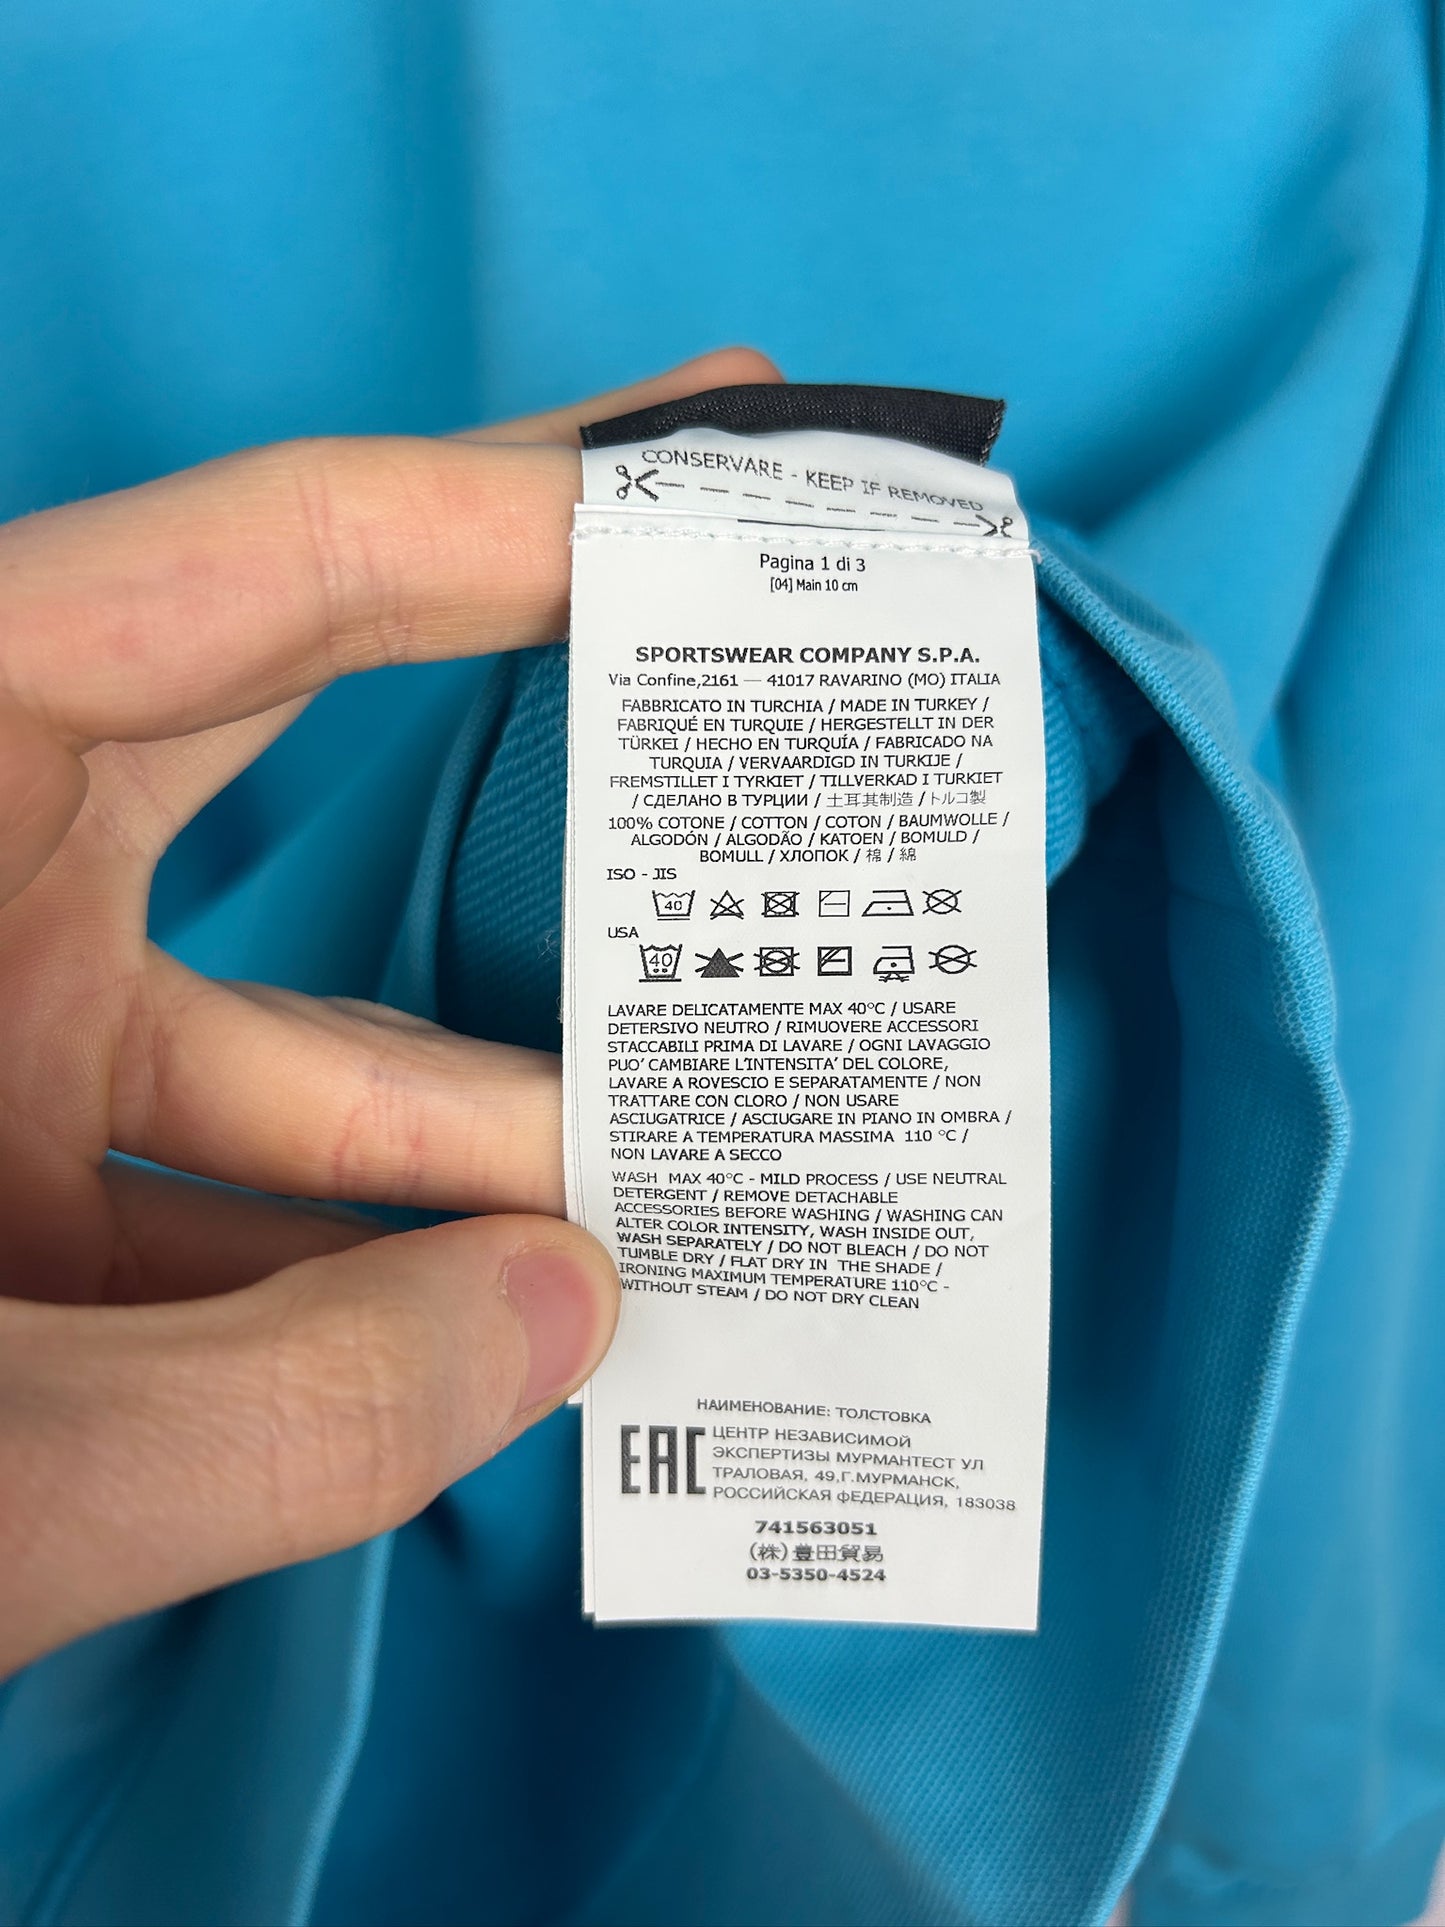 CONSERVARE - KEEP IF REMOVED
Pagina 1 di 3
[04] Main 10 cm
SPORTSWEAR COMPANY S.P.A.
Via Confine,2161 — 41017 RAVARINO (MO) ITALIA
FABBRICATO IN TURCHIA / MADE IN TURKEY /
FABRIQUÉ EN TURQUIE / HERGESTELLT IN DER
TÜRKEI / HECHO EN TURQUÍA / FABRICADO NA
TURQUIA / VERVAARDIGD IN TURKIJE /
FREMSTILLET I TYRKIET / TILLVERKAD I TURKIET
/ СДЕЛАНО В ТУРЦИИ / 土耳其制造 / トルコ製
100% COTONE / COTTON / COTON / BAUMWOLLE /
ALGODÓN / ALGODÃO / KATOEN / BOMULD /
BOMULL / ХЛОПОК / 棉 / 綿
ISO - JIS
40
USA
40
LAVARE DELICATAMENTE MAX 40°C / USARE
DETERSIVO NEUTRO / RIMUOVERE ACCESSORI
STACCABILI PRIMA DI LAVARE / OGNI LAVAGGIO
PUO' CAMBIARE L'INTENSITA' DEL COLORE,
LAVARE A ROVESCIO E SEPARATAMENTE / NON
TRATTARE CON CLORO / NON USARE
ASCIUGATRICE / ASCIUGARE IN PIANO IN OMBRA /
STIRARE A TEMPERATURA MASSIMA 110 °C /
NON LAVARE A SECCO
WASH MAX 40°C - MILD PROCESS / USE NEUTRAL
DETERGENT / REMOVE DETACHABLE
ACCESSORIES BEFORE WASHING / WASHING CAN
ALTER COLOR INTENSITY, WASH INSIDE OUT,
WASH SEPARATELY / DO NOT BLEACH / DO NOT
TUMBLE DRY / FLAT DRY IN THE SHADE /
IRONING MAXIMUM TEMPERATURE 110°C -
WITHOUT STEAM / DO NOT DRY CLEAN
НАИМЕНОВАНИЕ: ТОЛСТОВКА
EAC
ЦЕНТР НЕЗАВИСИМОЙ
ЭКСПЕРТИЗЫ МУРМАНТЕСТ УЛ
ТРАЛОВАЯ, 49,Г.МУРМАНСК,
РОССИЙСКАЯ ФЕДЕРАЦИЯ, 183038
741563051
(株)豊田貿易
03-5350-4524